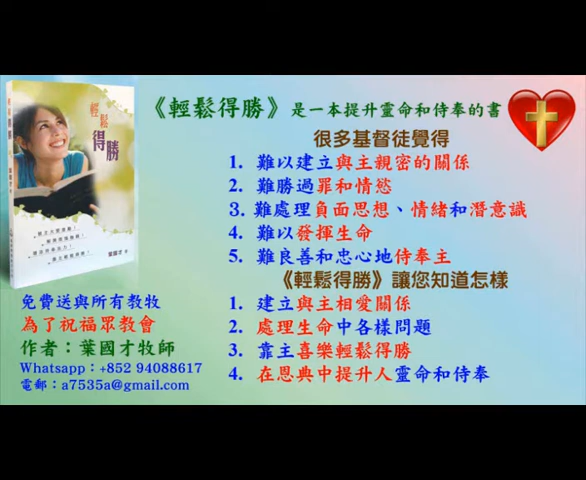 《輕鬆得勝》是一本提升靈命和侍奉的書
很多基督徒覺得
1. 難以建立與主親密的關係
2. 難勝過罪和情慾
3. 難處理負面思想、情緒和潛意識
4. 難以發揮生命
5. 難良善和忠心地侍奉主
《輕鬆得勝》讓您知道怎樣
1. 建立與主相愛關係
2. 處理生命中各樣問題
3. 靠主喜樂輕鬆得勝
4. 在恩典中提升人靈命和侍奉
輕鬆得勝
輕鬆
得勝
葉國才
免費送與所有教牧
為了祝福眾教會
作者：葉國才牧師
Whatsapp：+852 94088617
電郵：a7535a@gmail.com